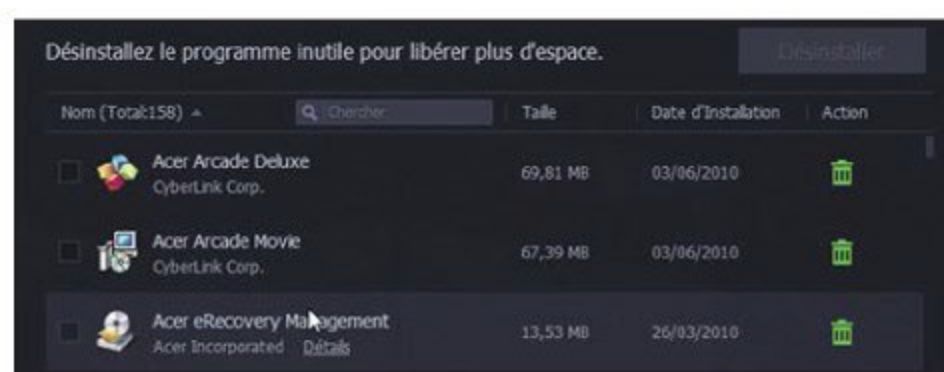 Désinstallez le programme inutile pour libérer plus d'espace. Désinstaller
Nom (Total:158) Chercher Taille Date d'Installation Action
Acer Arcade Deluxe
CyberLink Corp.
69,81 MB 03/06/2010
Acer Arcade Movie
CyberLink Corp.
67,39 MB 03/06/2010
Acer eRecovery Management
Acer Incorporated Détails
13,53 MB 26/03/2010